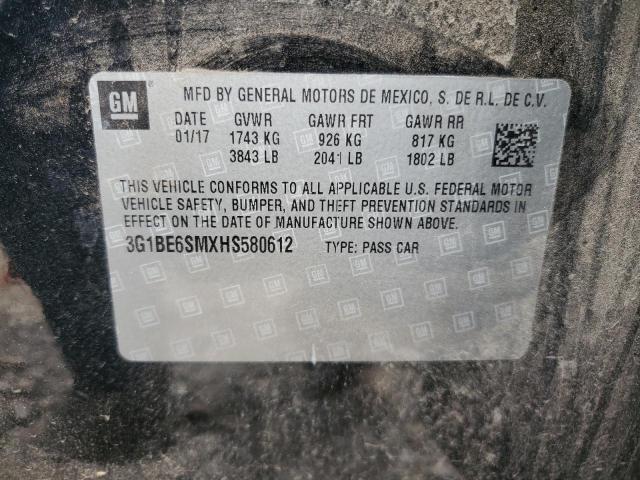 GM MFD BY GENERAL MOTORS DE MEXICO, S. DE R.L. DE C.V.
DATE GVWR GAWR FRT GAWR RR
01/17 1743 KG 926 KG 817 KG
3843 LB 2041 LB 1802 LB
THIS VEHICLE CONFORMS TO ALL APPLICABLE U.S. FEDERAL MOTOR
VEHICLE SAFETY, BUMPER, AND THEFT PREVENTION STANDARDS IN
EFFECT ON THE DATE OF MANUFACTURE SHOWN ABOVE.
3G1BE6SMXHS580612 TYPE: PASS CAR